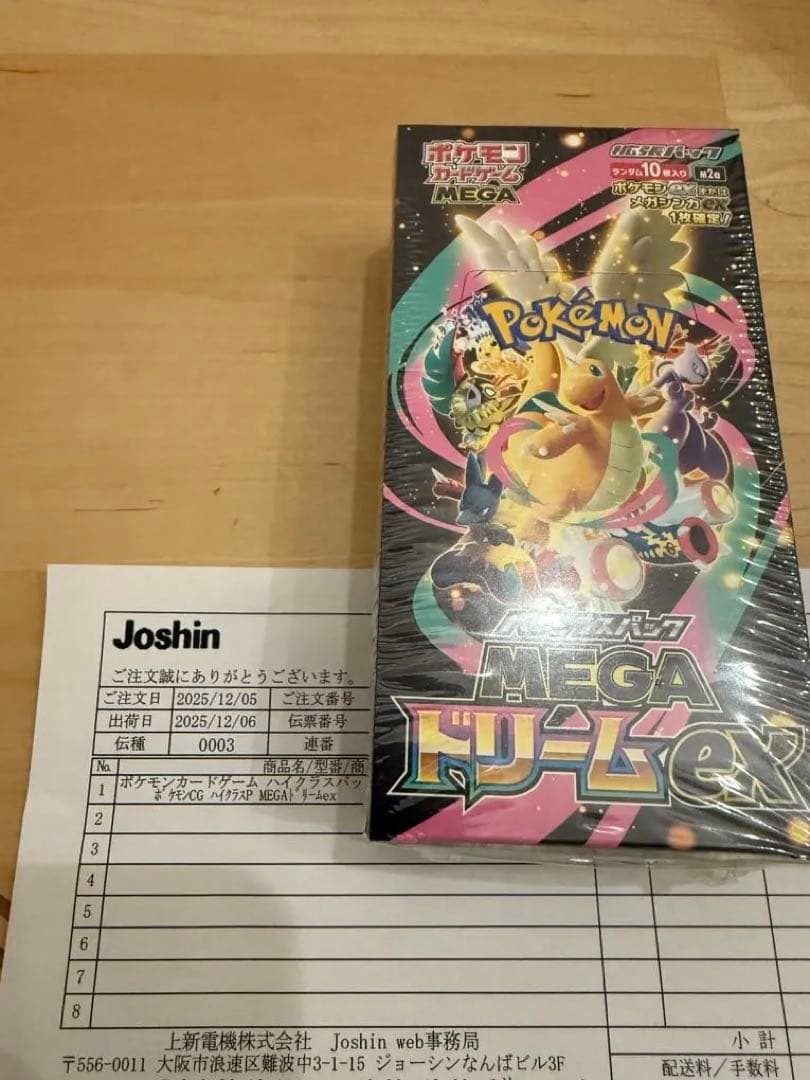 ポケモン
カードゲーム
MEGA
ランダム10枚入り
M2a
ポケモンexまたは
メガシンカex
1枚確定!
POKéMON
ハイクラスパック
MEGA
ドリームex
Joshin
ご注文誠にありがとうございます。
ご注文日 2025/12/05 ご注文番号
出荷日 2025/12/06 伝票番号
伝種 0003 連番
No. 商品名/型番/商
1 ポケモンカードゲーム ハイクラスパッ
ポケモンCG ハイクラスP MEGAドリームex
2
3
4
5
6
7
8
上新電機株式会社 Joshin web事務局
小計
〒556-0011 大阪市浪速区難波中3-1-15 ジョーシンなんばビル3F
配送料/手数料